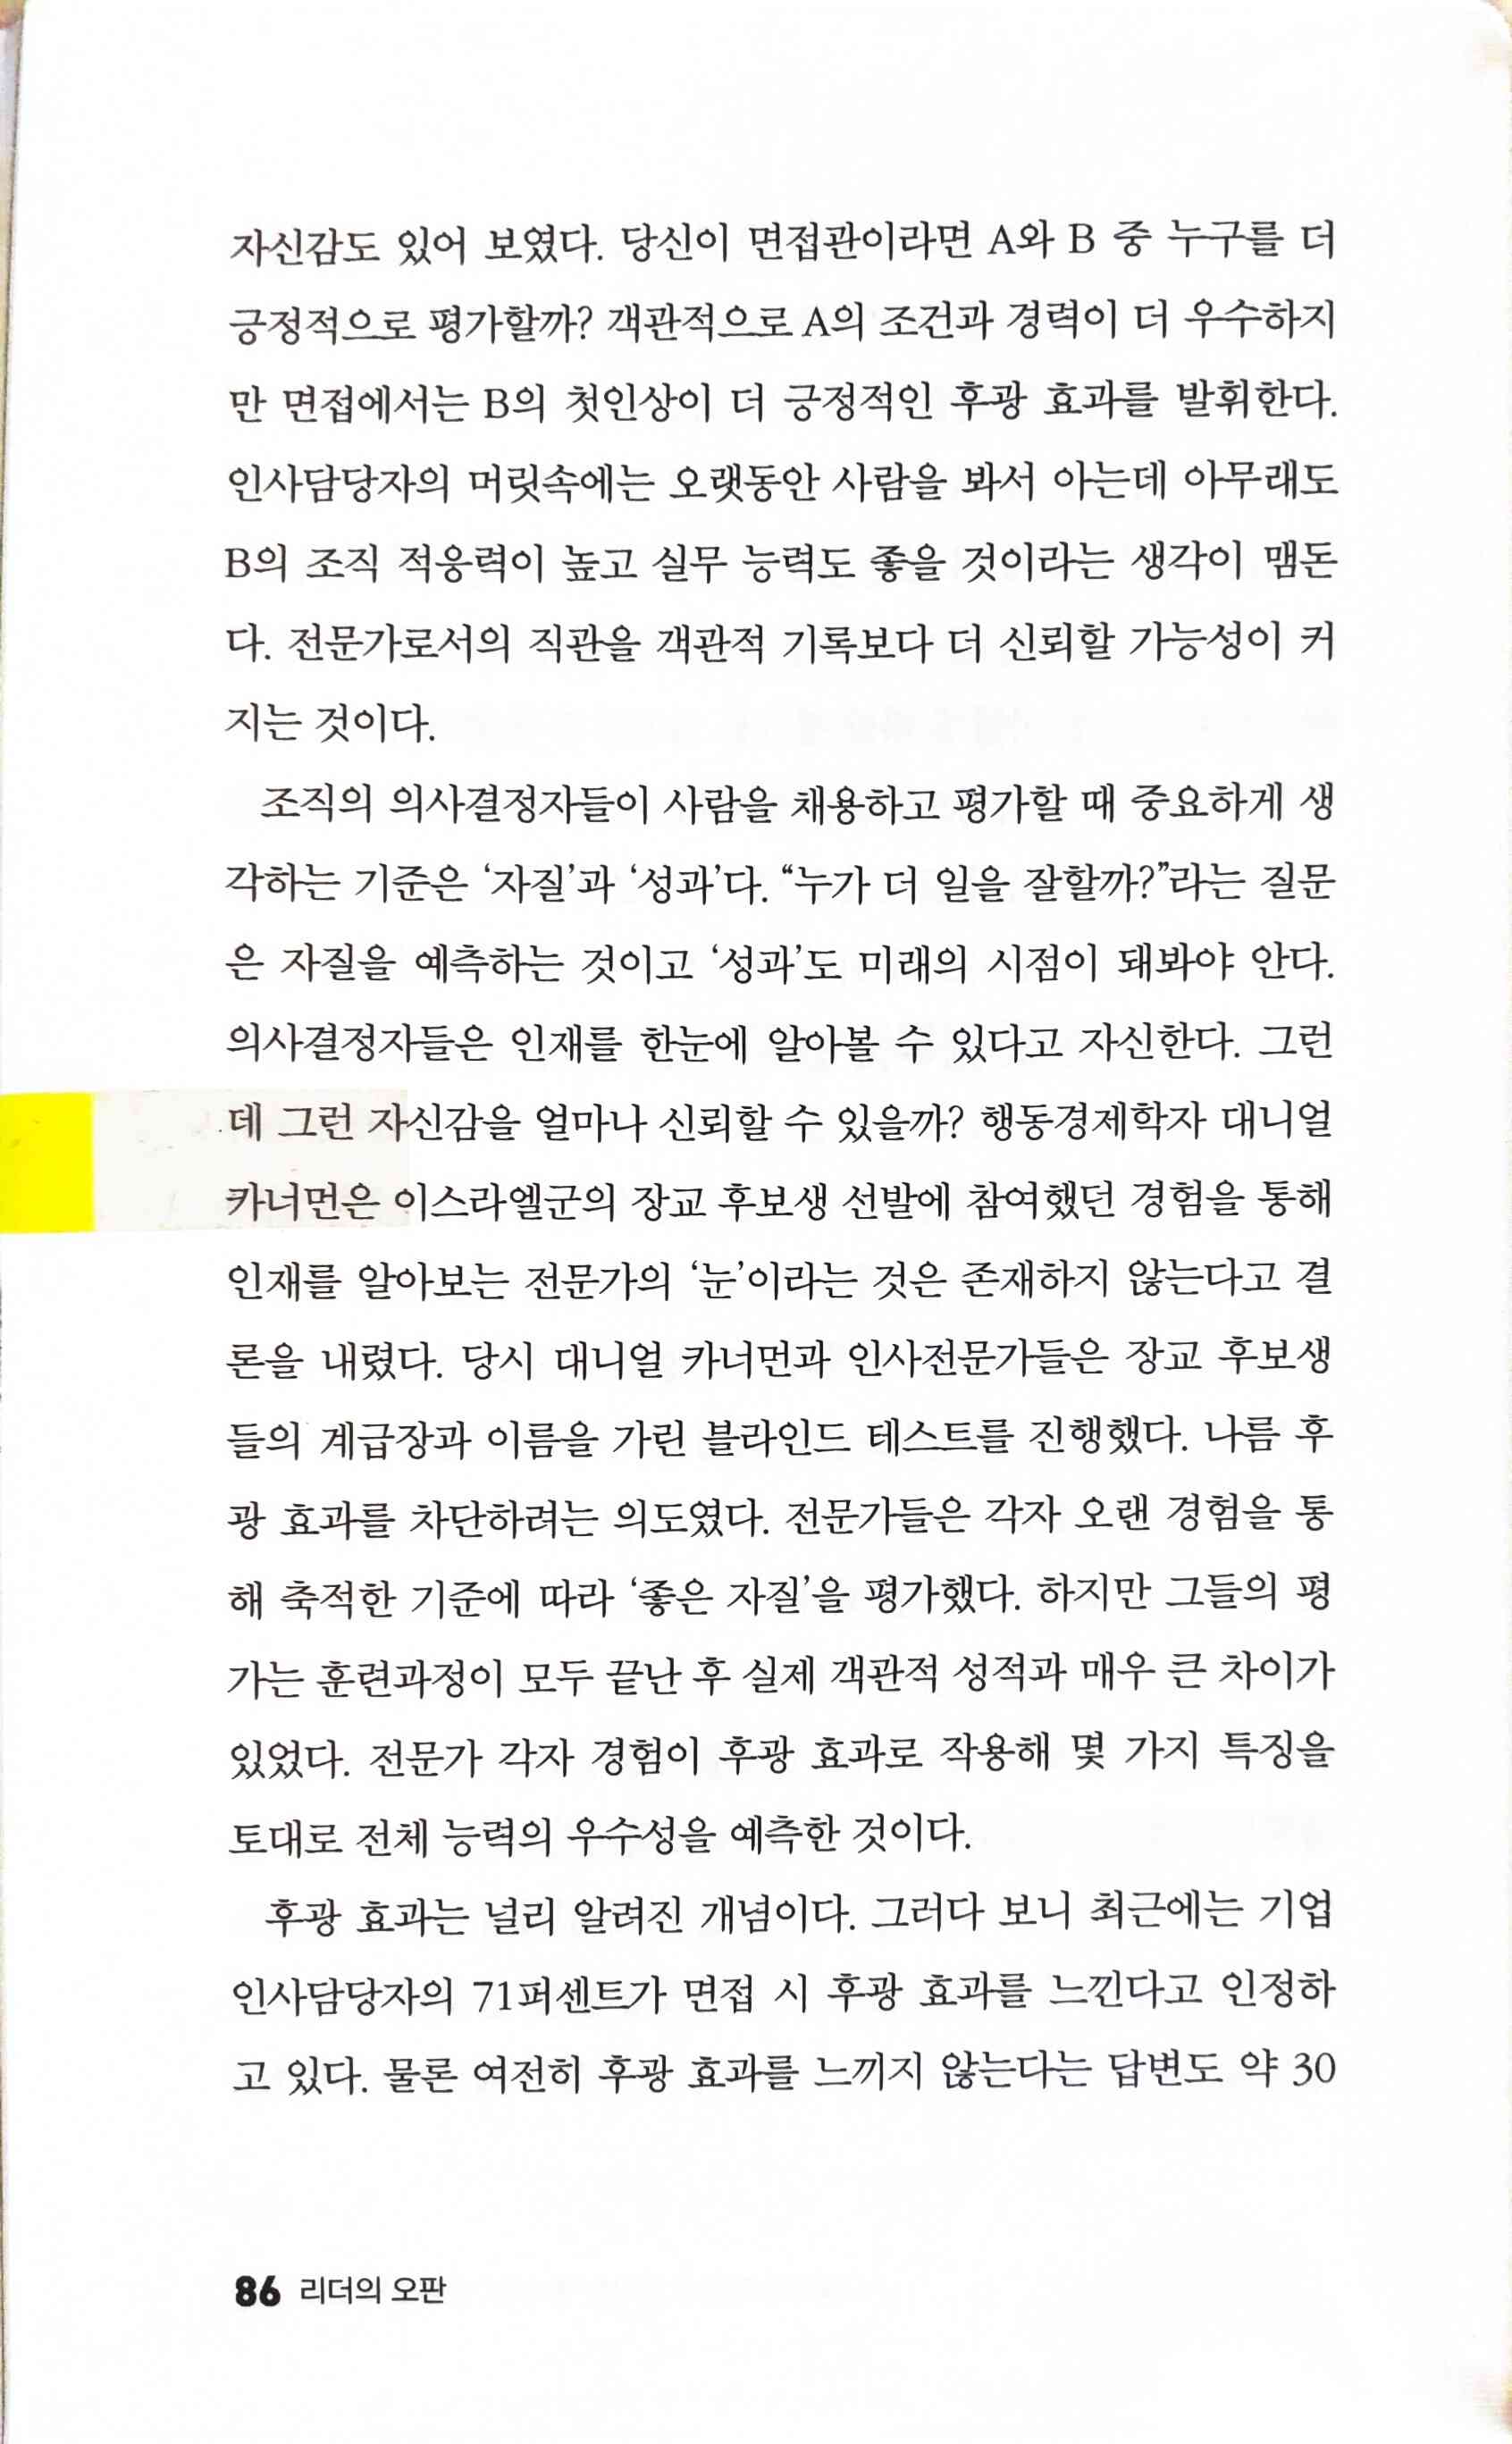 자신감도 있어 보였다. 당신이 면접관이라면 A와 B 중 누구를 더
긍정적으로 평가할까? 객관적으로 A의 조건과 경력이 더 우수하지
만 면접에서는 B의 첫인상이 더 긍정적인 후광 효과를 발휘한다.
인사담당자의 머릿속에는 오랫동안 사람을 봐서 아는데 아무래도
B의 조직 적응력이 높고 실무 능력도 좋을 것이라는 생각이 맴돈
다. 전문가로서의 직관을 객관적 기록보다 더 신뢰할 가능성이 커
지는 것이다.
조직의 의사결정자들이 사람을 채용하고 평가할 때 중요하게 생
각하는 기준은 ‘자질’과 ‘성과’다. “누가 더 일을 잘할까?”라는 질문
은 자질을 예측하는 것이고 ‘성과’도 미래의 시점이 돼봐야 안다.
의사결정자들은 인재를 한눈에 알아볼 수 있다고 자신한다. 그런
데 그런 자신감을 얼마나 신뢰할 수 있을까? 행동경제학자 대니얼
카너먼은 이스라엘군의 장교 후보생 선발에 참여했던 경험을 통해
인재를 알아보는 전문가의 ‘눈’이라는 것은 존재하지 않는다고 결
론을 내렸다. 당시 대니얼 카너먼과 인사전문가들은 장교 후보생
들의 계급장과 이름을 가린 블라인드 테스트를 진행했다. 나름 후
광 효과를 차단하려는 의도였다. 전문가들은 각자 오랜 경험을 통
해 축적한 기준에 따라 ‘좋은 자질’을 평가했다. 하지만 그들의 평
가는 훈련과정이 모두 끝난 후 실제 객관적 성적과 매우 큰 차이가
있었다. 전문가 각자 경험이 후광 효과로 작용해 몇 가지 특징을
토대로 전체 능력의 우수성을 예측한 것이다.
후광 효과는 널리 알려진 개념이다. 그러다 보니 최근에는 기업
인사담당자의 71퍼센트가 면접 시 후광 효과를 느낀다고 인정하
고 있다. 물론 여전히 후광 효과를 느끼지 않는다는 답변도 약 30
86 리더의 오판